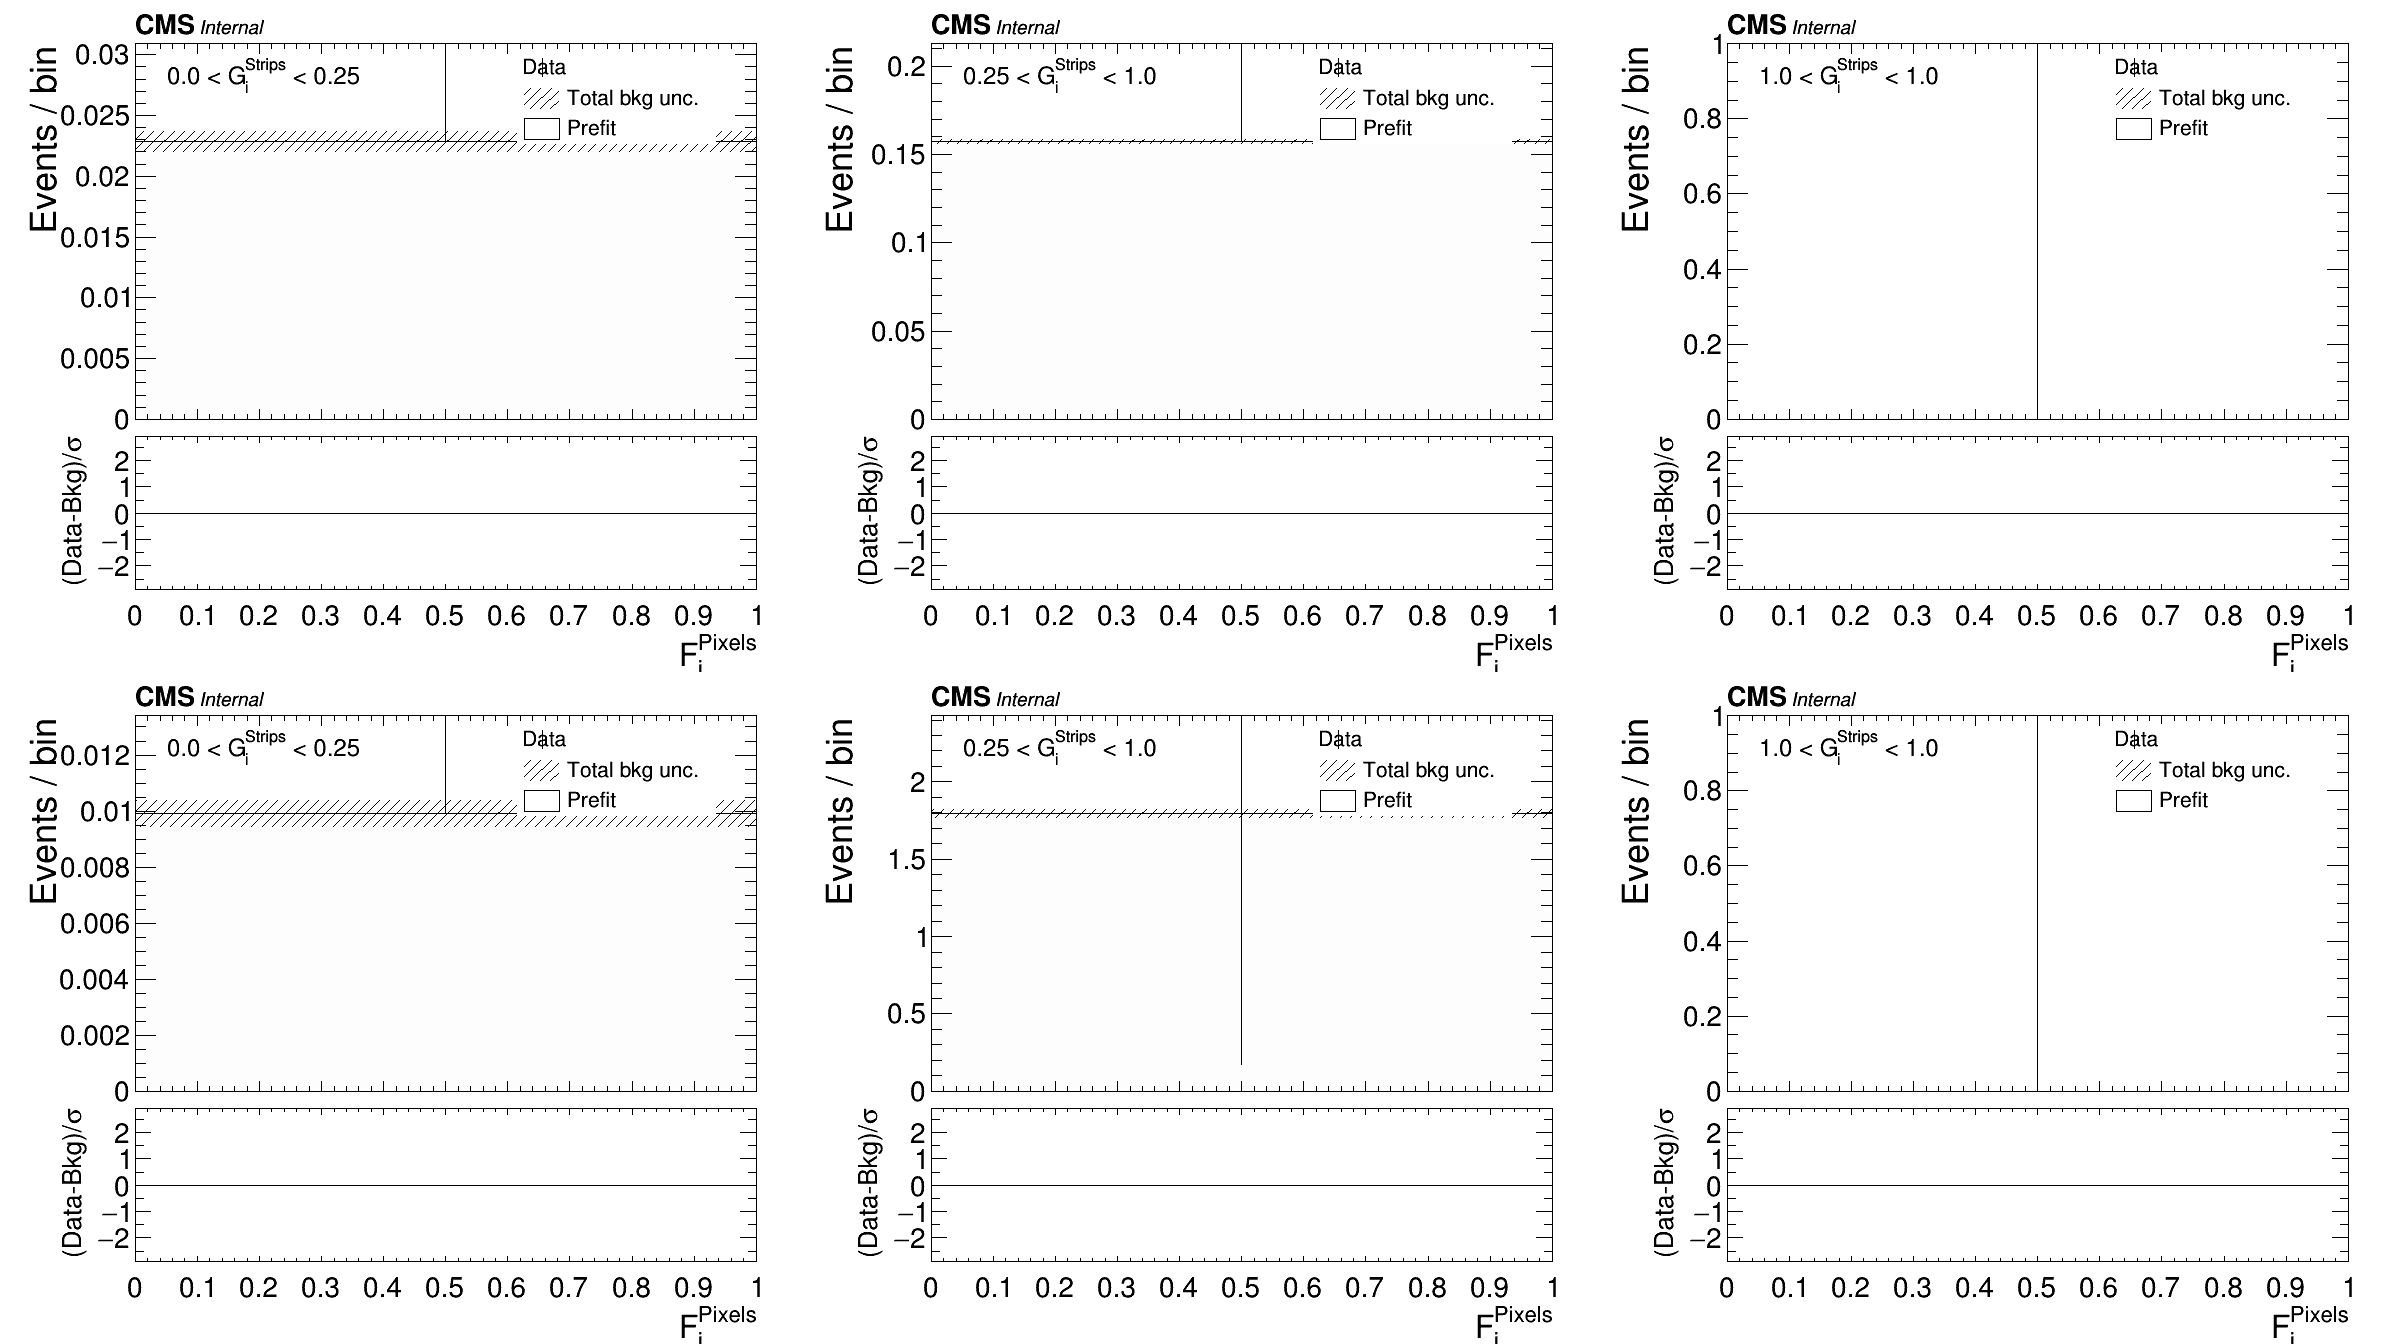 CMS Internal
Events / bin
0.0 < G_i^Strips < 0.25
Data
Total bkg unc.
Prefit
0.03
0.025
0.02
0.015
0.01
0.005
0
(Data-Bkg)/σ
2
1
0
−1
−2
0 0.1 0.2 0.3 0.4 0.5 0.6 0.7 0.8 0.9 1
F_i^Pixels
CMS Internal
Events / bin
0.25 < G_i^Strips < 1.0
Data
Total bkg unc.
Prefit
0.2
0.15
0.1
0.05
0
(Data-Bkg)/σ
2
1
0
−1
−2
0 0.1 0.2 0.3 0.4 0.5 0.6 0.7 0.8 0.9 1
F_i^Pixels
CMS Internal
Events / bin
1.0 < G_i^Strips < 1.0
Data
Total bkg unc.
Prefit
1
0.8
0.6
0.4
0.2
0
(Data-Bkg)/σ
2
1
0
−1
−2
0 0.1 0.2 0.3 0.4 0.5 0.6 0.7 0.8 0.9 1
F_i^Pixels
CMS Internal
Events / bin
0.0 < G_i^Strips < 0.25
Data
Total bkg unc.
Prefit
0.012
0.01
0.008
0.006
0.004
0.002
0
(Data-Bkg)/σ
2
1
0
−1
−2
0 0.1 0.2 0.3 0.4 0.5 0.6 0.7 0.8 0.9 1
F_i^Pixels
CMS Internal
Events / bin
0.25 < G_i^Strips < 1.0
Data
Total bkg unc.
Prefit
2
1.5
1
0.5
0
(Data-Bkg)/σ
2
1
0
−1
−2
0 0.1 0.2 0.3 0.4 0.5 0.6 0.7 0.8 0.9 1
F_i^Pixels
CMS Internal
Events / bin
1.0 < G_i^Strips < 1.0
Data
Total bkg unc.
Prefit
1
0.8
0.6
0.4
0.2
0
(Data-Bkg)/σ
2
1
0
−1
−2
0 0.1 0.2 0.3 0.4 0.5 0.6 0.7 0.8 0.9 1
F_i^Pixels